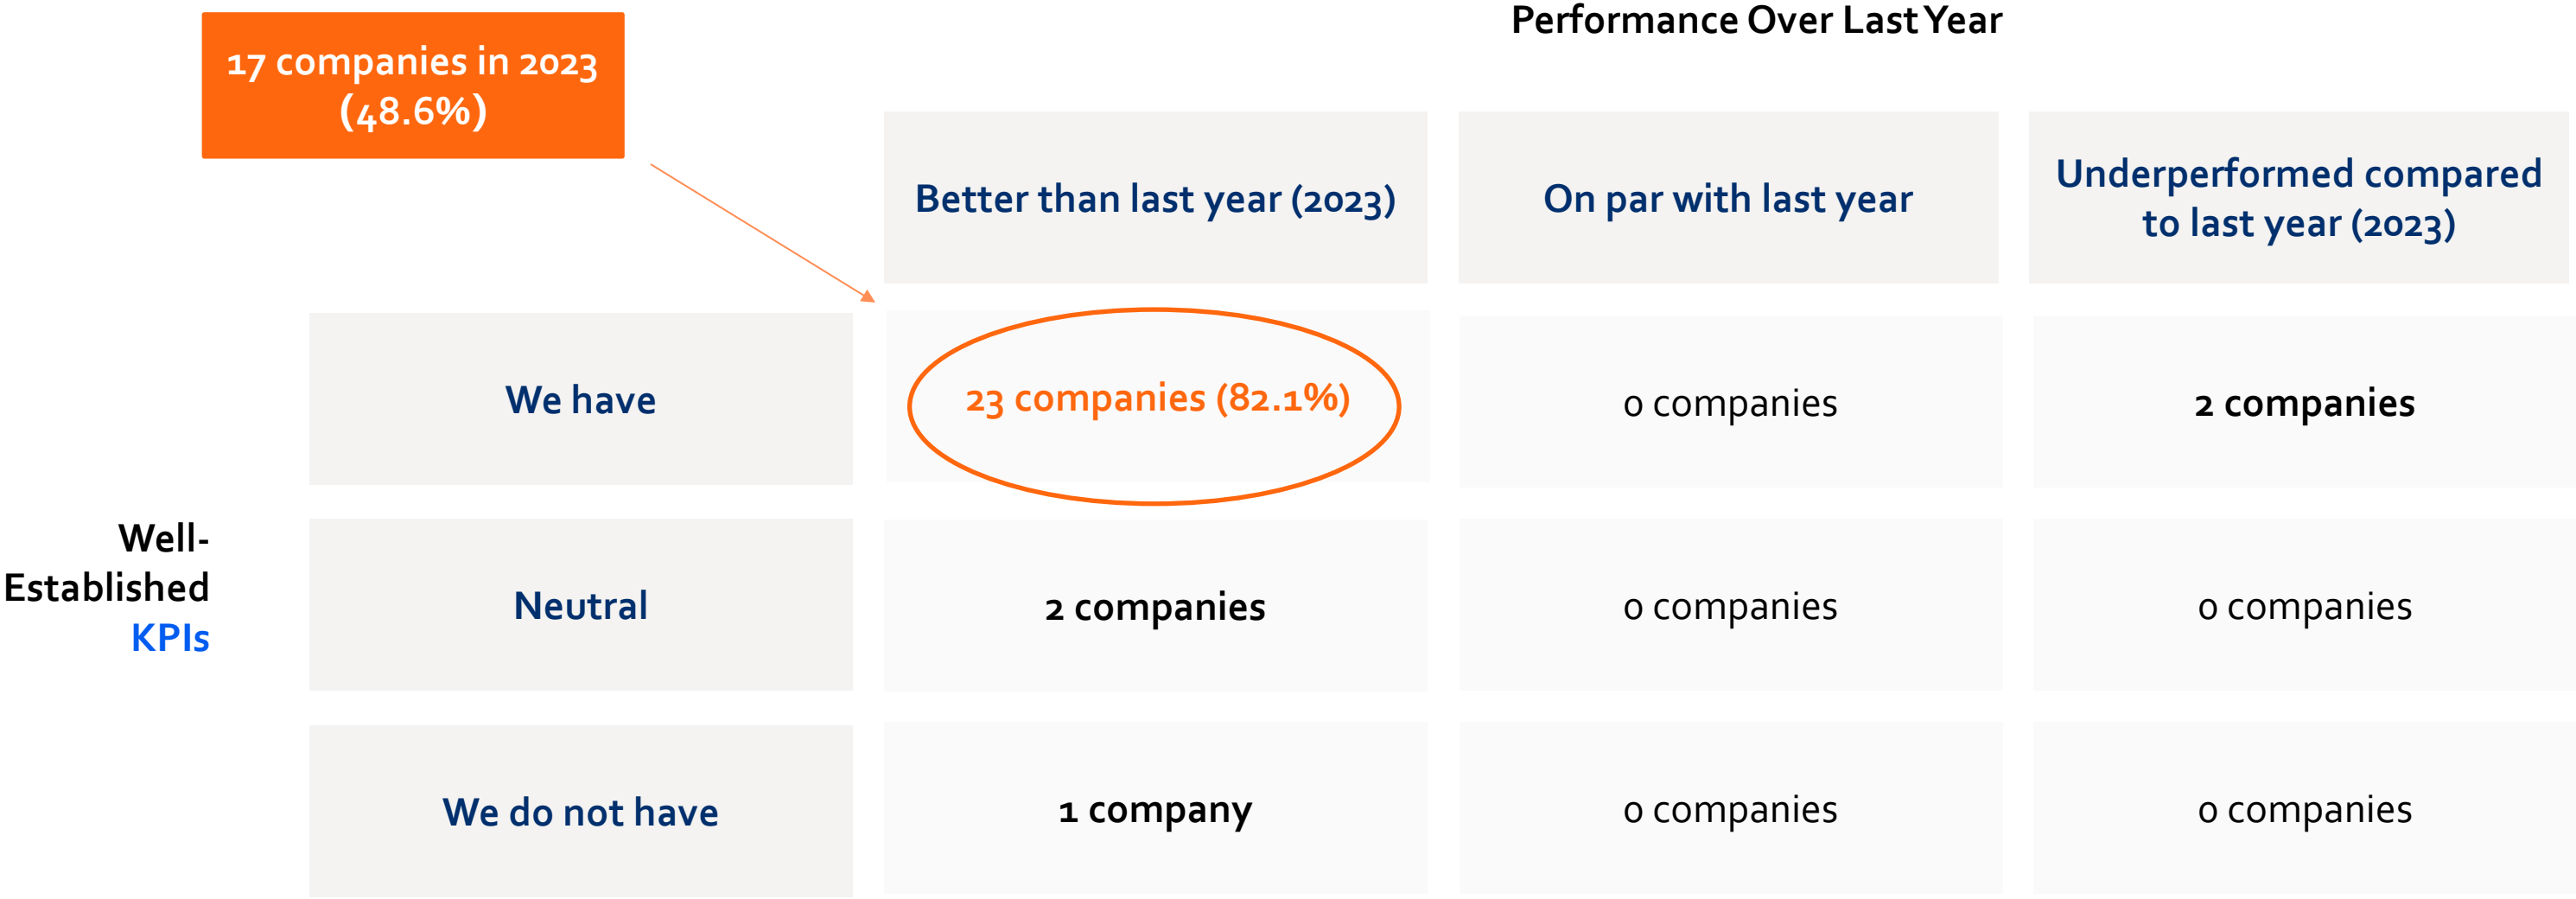 Performance Over Last Year
17 companies in 2023
(48.6%)
Better than last year (2023)
On par with last year
Underperformed compared
to last year (2023)
We have
23 companies (82.1%)
0 companies
2 companies
Well-
Established
KPIs
Neutral
2 companies
0 companies
0 companies
We do not have
1 company
0 companies
0 companies